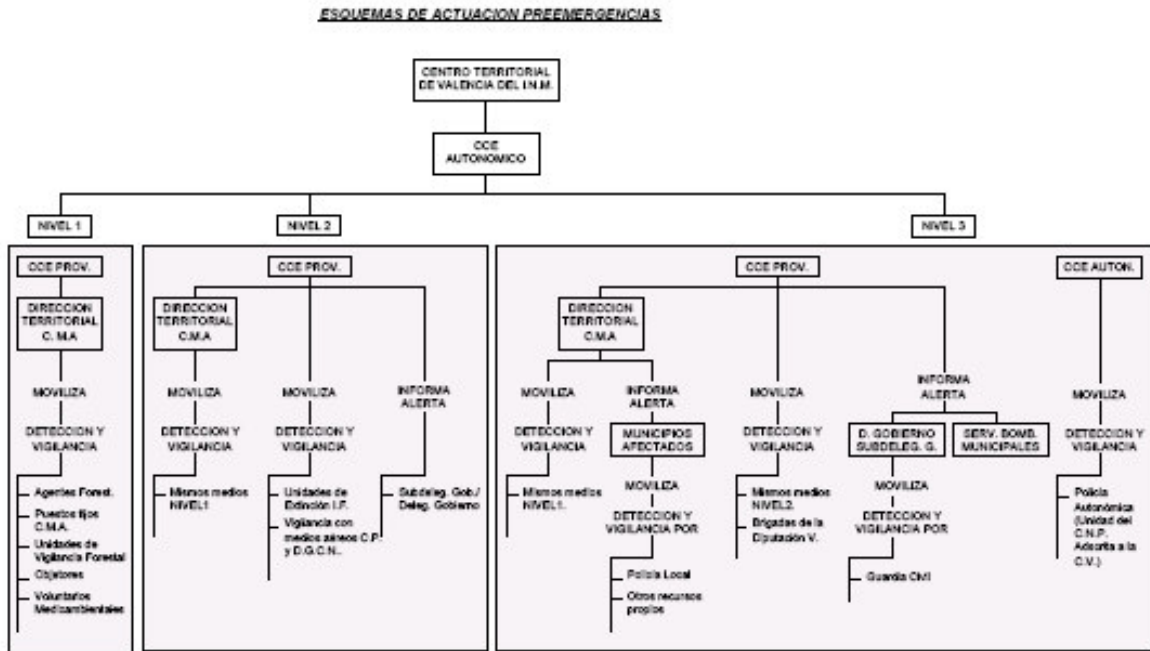 ESQUEMAS DE ACTUACION PREEMERGENCIAS
CENTRO TERRITORIAL
DE VALENCIA DEL I.N.M.
CCE
AUTONOMICO
NIVEL 1
CCE PROV.
DIRECCION
TERRITORIAL
C. M.A
MOVILIZA
DETECCION Y
VIGILANCIA
Agentes Forest.
Puestos fijos
C.M.A.
Unidades de
Vigilancia Forestal
Objetores
Voluntarios
Medioambientales
NIVEL 2
CCE PROV.
DIRECCION
TERRITORIAL
C.M.A
MOVILIZA
DETECCION Y
VIGILANCIA
Mismos medios
NIVEL1
MOVILIZA
DETECCION Y
VIGILANCIA
Unidades de
Extinción I.F.
Vigilancia con
medios aéreos C.P.
y D.G.C.N..
INFORMA
ALERTA
Subdeleg. Gob./
Deleg. Gobierno
NIVEL 3
CCE PROV.
DIRECCION
TERRITORIAL
C.M.A
MOVILIZA
DETECCION Y
VIGILANCIA
Mismos medios
NIVEL1.
INFORMA
ALERTA
MUNICIPIOS
AFECTADOS
MOVILIZA
DETECCION Y
VIGILANCIA POR
Policía Local
Otros recursos
propios
MOVILIZA
DETECCION Y
VIGILANCIA
Mismos medios
NIVEL2.
Brigadas de la
Diputación V.
INFORMA
ALERTA
D. GOBIERNO
SUBDELEG. G.
MOVILIZA
DETECCION Y
VIGILANCIA POR
Guardia Civil
SERV. BOMB.
MUNICIPALES
CCE AUTON.
MOVILIZA
DETECCION Y
VIGILANCIA
Policía
Autonómica
(Unidad del
C.N.P.
Adscrita a la
C.V.)